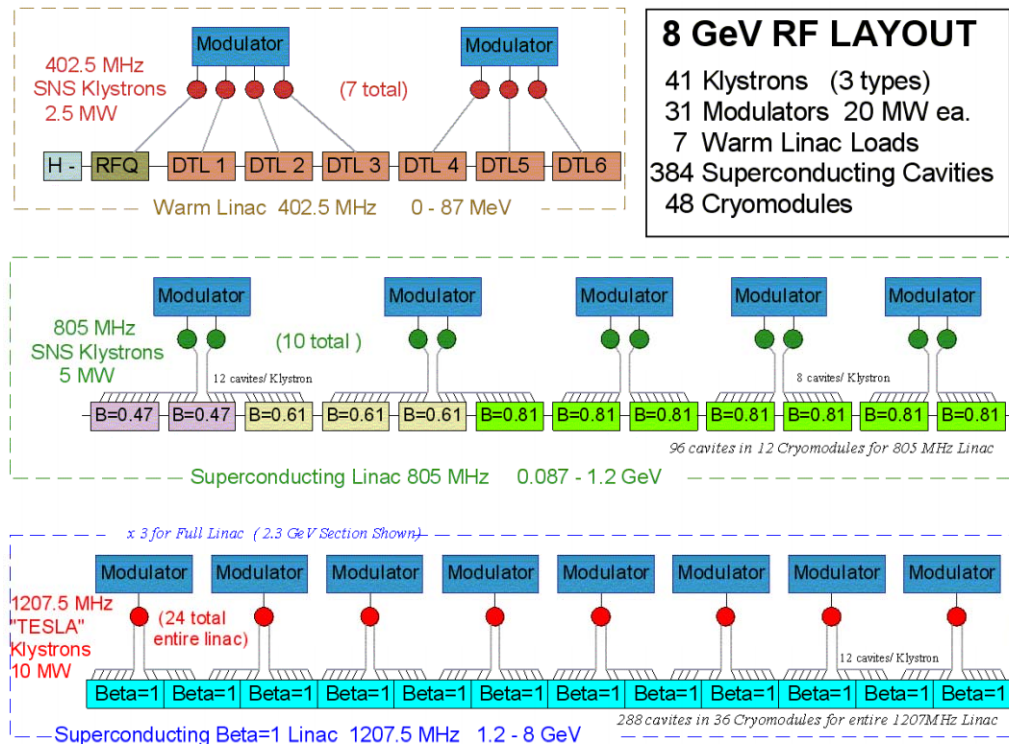 Modulator
Modulator
402.5 MHz
SNS Klystrons
2.5 MW
(7 total)
H -
RFQ
DTL 1
DTL 2
DTL 3
DTL 4
DTL5
DTL6
Warm Linac 402.5 MHz 0 - 87 MeV
8 GeV RF LAYOUT
41 Klystrons (3 types)
31 Modulators 20 MW ea.
7 Warm Linac Loads
384 Superconducting Cavities
48 Cryomodules
Modulator
Modulator
Modulator
Modulator
Modulator
805 MHz
SNS Klystrons
5 MW
(10 total )
12 cavites/ Klystron
8 cavites/ Klystron
B=0.47
B=0.47
B=0.61
B=0.61
B=0.61
B=0.81
B=0.81
B=0.81
B=0.81
B=0.81
B=0.81
B=0.81
96 cavites in 12 Cryomodules for 805 MHz Linac
Superconducting Linac 805 MHz 0.087 - 1.2 GeV
x 3 for Full Linac ( 2.3 GeV Section Shown)
Modulator
Modulator
Modulator
Modulator
Modulator
Modulator
Modulator
Modulator
1207.5 MHz
"TESLA"
Klystrons
10 MW
(24 total
entire linac)
12 cavites/ Klystron
Beta=1
Beta=1
Beta=1
Beta=1
Beta=1
Beta=1
Beta=1
Beta=1
Beta=1
Beta=1
Beta=1
Beta=1
288 cavites in 36 Cryomodules for entire 1207MHz Linac
Superconducting Beta=1 Linac 1207.5 MHz 1.2 - 8 GeV